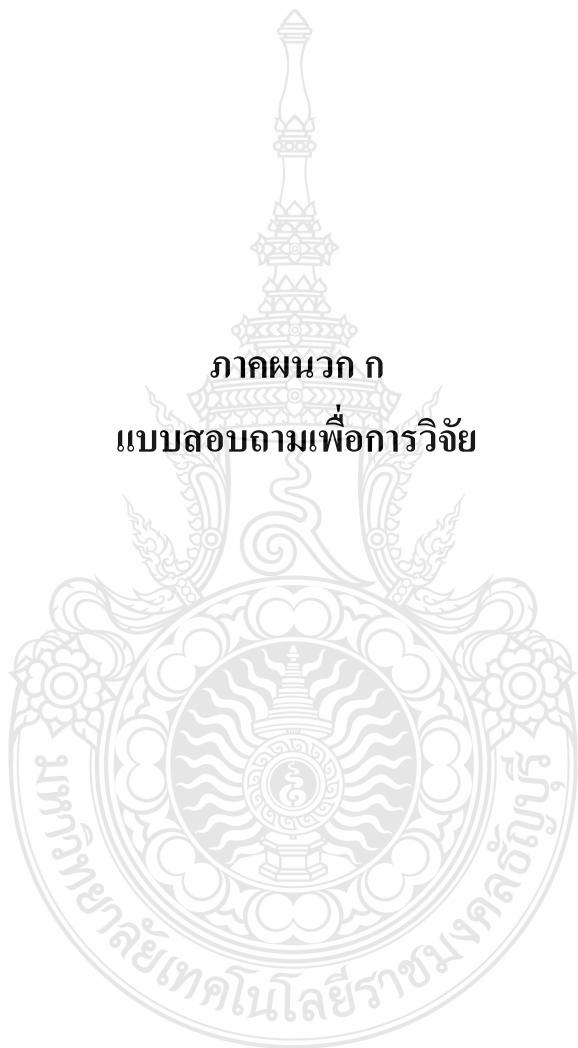 ภาคผนวก ก
แบบสอบถามเพื่อการวิจัย
มหาวิทยาลัยเทคโนโลยีราชมงคลธัญบุรี